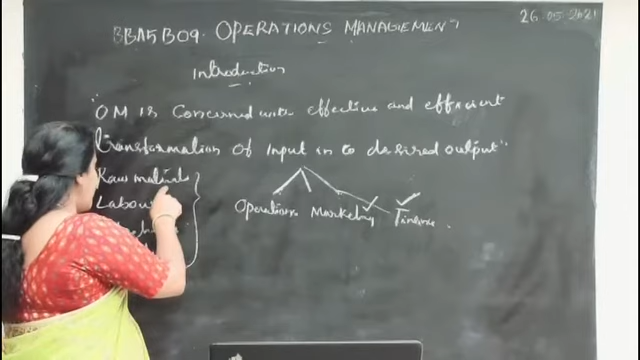 BBA5B09. OPERATIONS MANAGEMENT 26.05.2021
Introduction
"OM is Concerned with effective and efficient
transformation of Input in to desired output"
Raw materials
Labour
Operations Marketing Finance